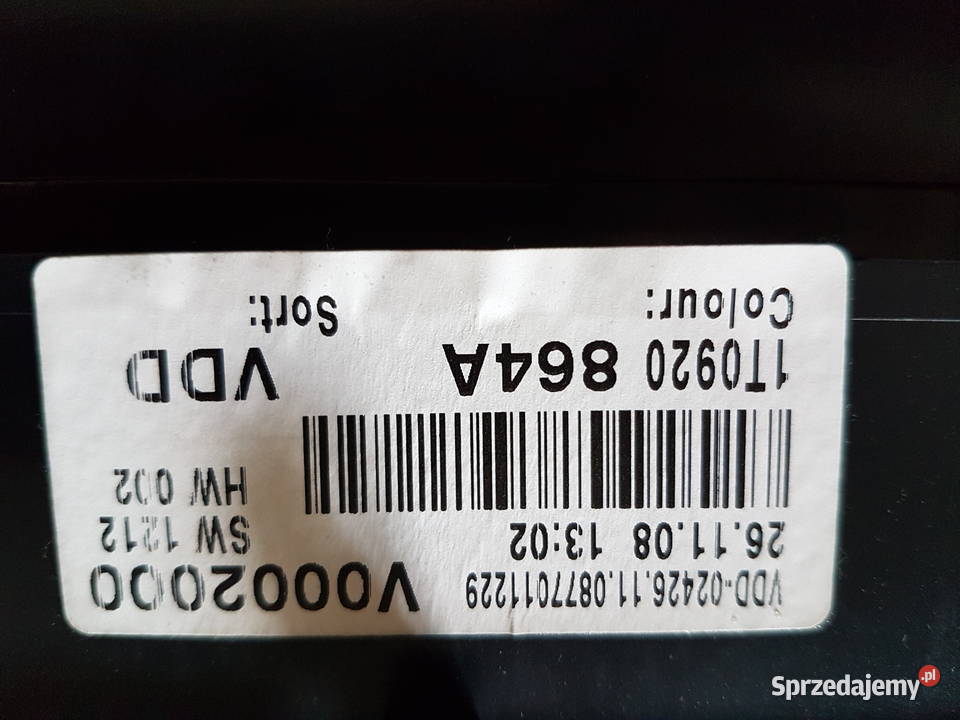 VDD-02426.11.0877011229 V0002000
26.11.08 13:02 SW 1212
HW 002
1T0920 864A VDD
Colour: Sort:
Sprzedajemy.pl